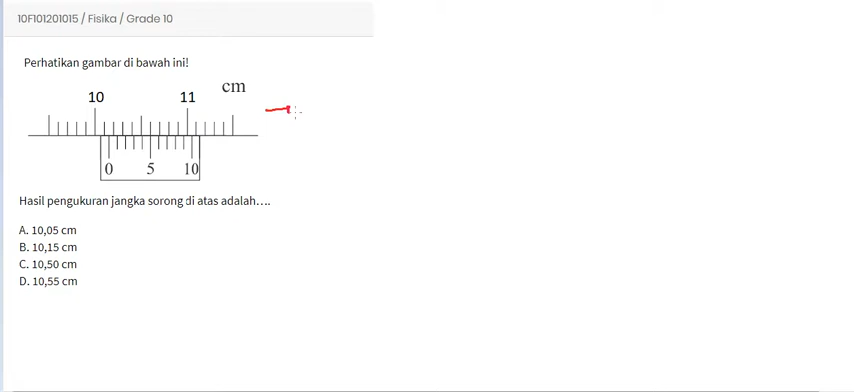 10F101201015 / Fisika / Grade 10
Perhatikan gambar di bawah ini!
cm
10 11
0 5 10
Hasil pengukuran jangka sorong di atas adalah....
A. 10,05 cm
B. 10,15 cm
C. 10,50 cm
D. 10,55 cm